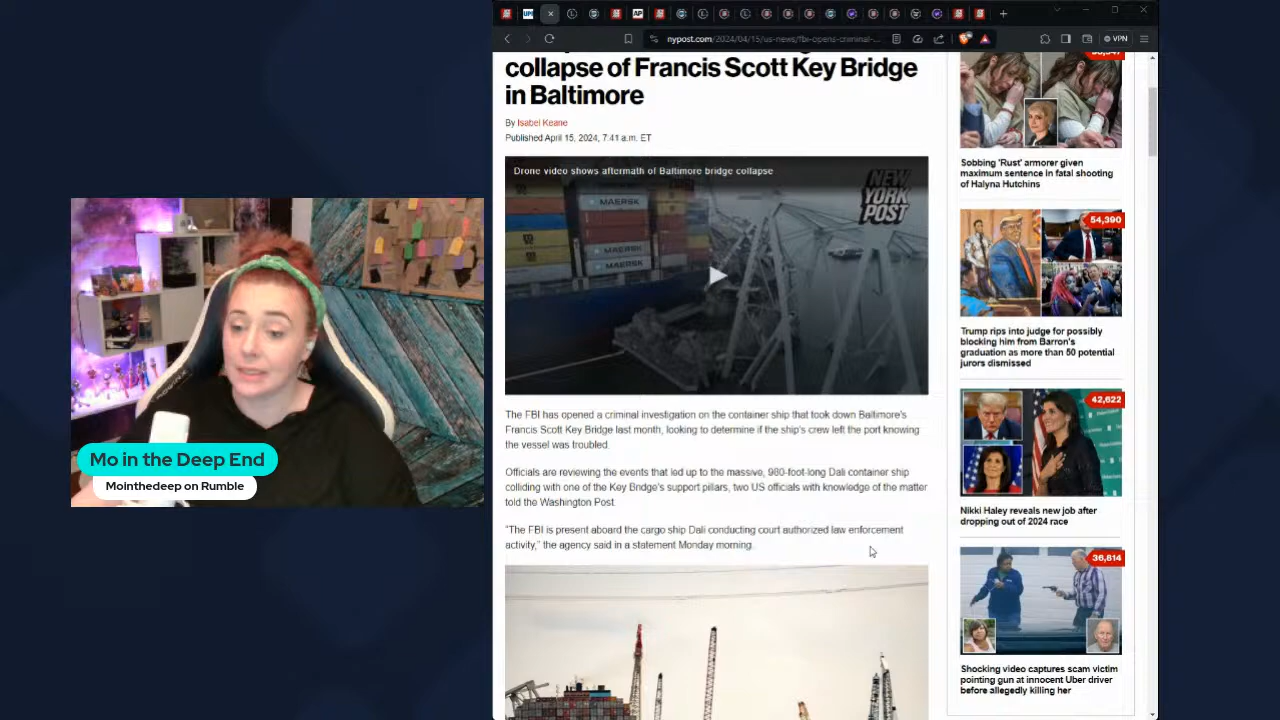 nypost.com/2024/04/15/us-news/fbi-opens-criminal-...
VPN
collapse of Francis Scott Key Bridge
in Baltimore
By Isabel Keane
Published April 15, 2024, 7:41 a.m. ET
Drone video shows aftermath of Baltimore bridge collapse
NEW
YORK
POST
MAERSK
MAERSK
MAERSK
The FBI has opened a criminal investigation on the container ship that took down Baltimore's
Francis Scott Key Bridge last month, looking to determine if the ship's crew left the port knowing
the vessel was troubled.
Officials are reviewing the events that led up to the massive, 980-foot-long Dali container ship
colliding with one of the Key Bridge's support pillars, two US officials with knowledge of the matter
told the Washington Post.
"The FBI is present aboard the cargo ship Dali conducting court authorized law enforcement
activity," the agency said in a statement Monday morning.
Sobbing 'Rust' armorer given
maximum sentence in fatal shooting
of Halyna Hutchins
54,390
Trump rips into judge for possibly
blocking him from Barron's
graduation as more than 50 potential
jurors dismissed
42,622
Nikki Haley reveals new job after
dropping out of 2024 race
36,814
Shocking video captures scam victim
pointing gun at innocent Uber driver
before allegedly killing her
Mo in the Deep End
Mointhedeep on Rumble